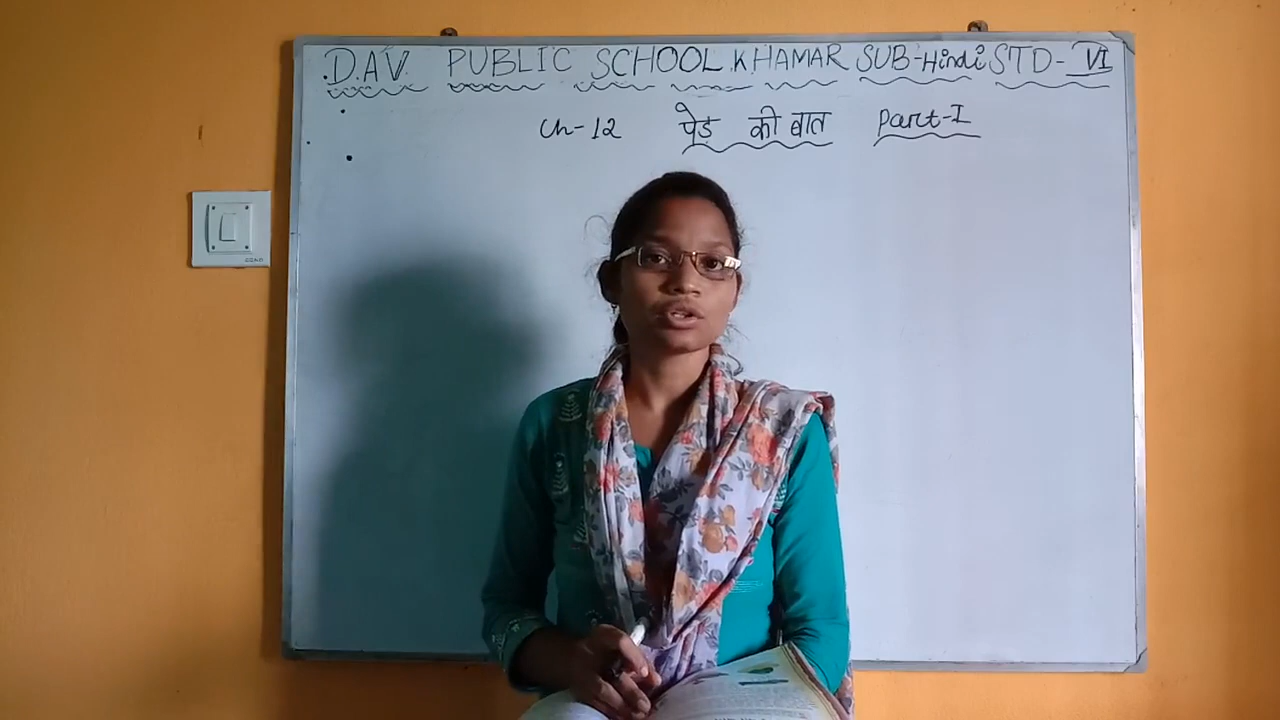 D.A.V. PUBLIC SCHOOL KHAMAR SUB-Hindi STD-VI
Ch-12 पेड़ की बात Part-I